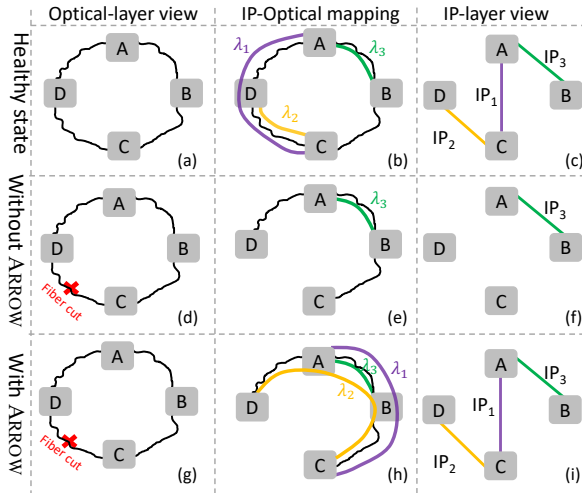 Optical-layer view
IP-Optical mapping
IP-layer view
Healthy state
A
D
B
C
(a)
λ1
A
λ3
D
B
λ2
C
(b)
A
IP3
D
IP1
B
IP2
C
(c)
Without ARROW
A
D
B
Fiber cut
C
(d)
A
λ3
D
B
C
(e)
A
IP3
D
B
C
(f)
With ARROW
A
D
B
Fiber cut
C
(g)
A
λ3
λ1
λ2
D
B
C
(h)
A
IP3
D
IP1
B
IP2
C
(i)